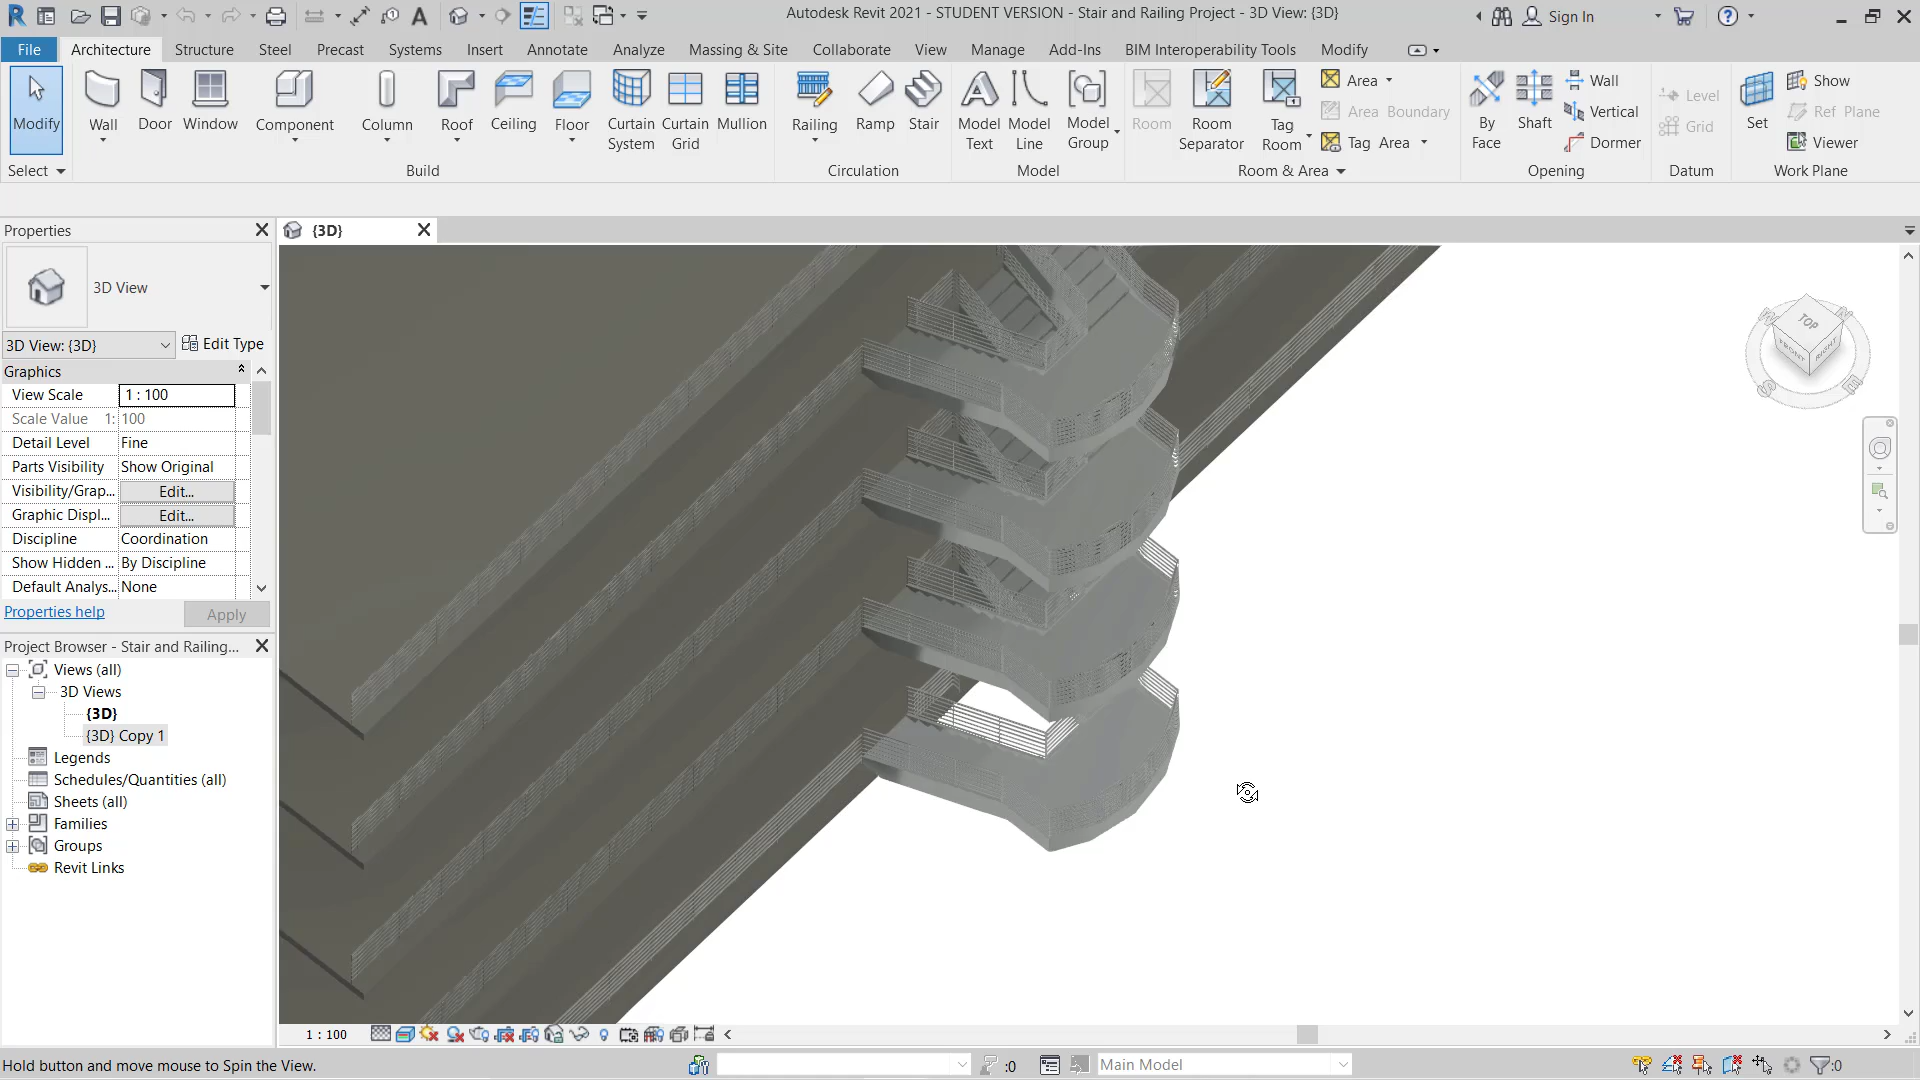 Autodesk Revit 2021 - STUDENT VERSION - Stair and Railing Project - 3D View: {3D}
Sign In
File Architecture Structure Steel Precast Systems Insert Annotate Analyze Massing & Site Collaborate View Manage Add-Ins BIM Interoperability Tools Modify
Modify
Wall
Door
Window
Component
Column
Roof
Ceiling
Floor
Curtain System
Curtain Grid
Mullion
Railing
Ramp
Stair
Model Text
Model Line
Model Group
Room
Room Separator
Tag Room
Area
Area Boundary
Tag Area
By Face
Shaft
Wall
Vertical
Dormer
Level
Grid
Set
Show
Ref Plane
Viewer
Select
Build
Circulation
Model
Room & Area
Opening
Datum
Work Plane
Properties
{3D}
3D View
3D View: {3D}
Edit Type
Graphics
View Scale 1 : 100
Scale Value 1: 100
Detail Level Fine
Parts Visibility Show Original
Visibility/Grap... Edit...
Graphic Displ... Edit...
Discipline Coordination
Show Hidden ... By Discipline
Default Analys... None
Properties help
Apply
Project Browser - Stair and Railing...
Views (all)
3D Views
{3D}
{3D} Copy 1
Legends
Schedules/Quantities (all)
Sheets (all)
Families
Groups
Revit Links
TOP
FRONT
RIGHT
W
N
S
E
1 : 100
Hold button and move mouse to Spin the View.
:0
Main Model
:0